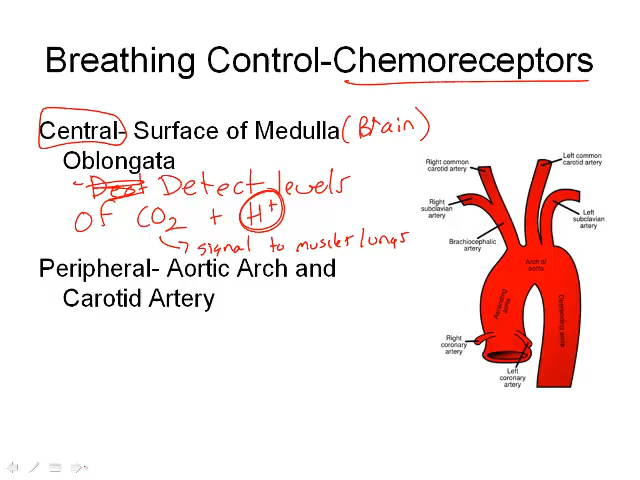 Breathing Control-Chemoreceptors
Central- Surface of Medulla (Brain)
Oblongata
- Detect levels
of CO2 + H+
signal to muscles/lungs
Peripheral- Aortic Arch and
Carotid Artery
Right common
carotid artery
Left common
carotid artery
Right
subclavian
artery
Left
subclavian
artery
Brachiocephalic
artery
Arch of
aorta
Ascending
aorta
Descending aorta
Right
coronary
artery
Left
coronary
artery